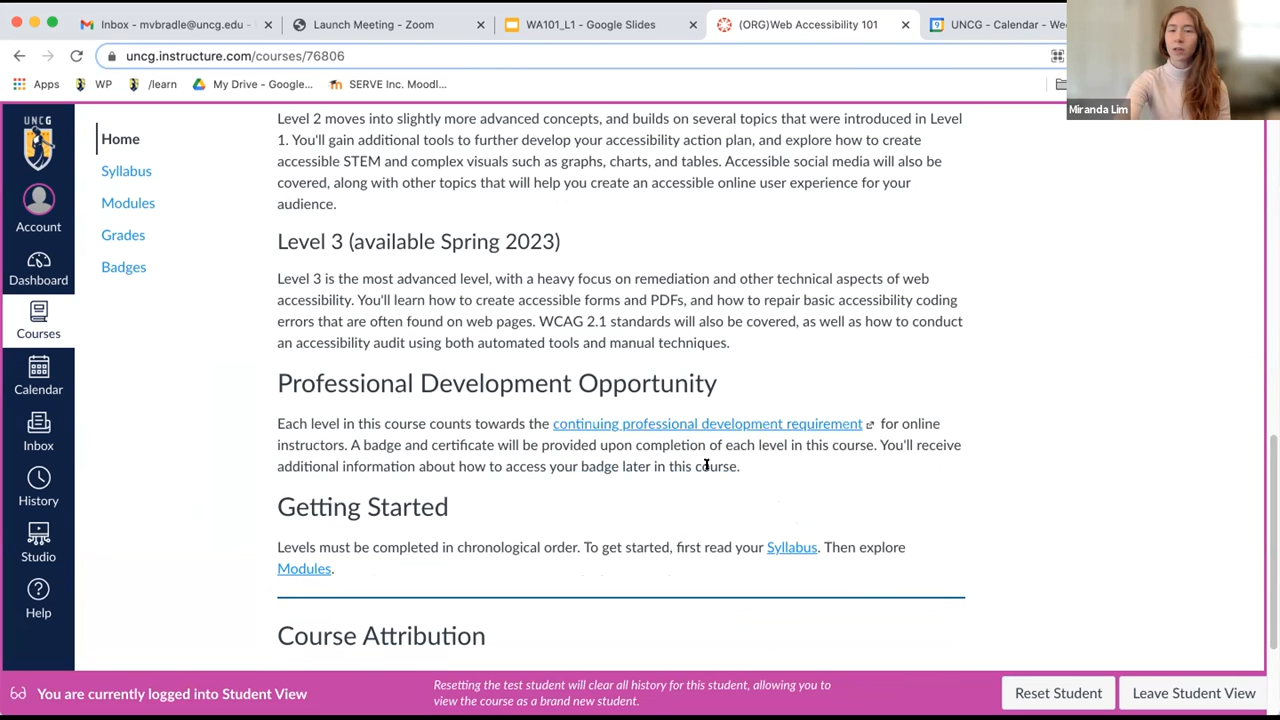 Inbox - mvbradle@uncg.edu - 
Launch Meeting - Zoom
WA101_L1 - Google Slides
(ORG)Web Accessibility 101
UNCG - Calendar - We
uncg.instructure.com/courses/76806
Apps
WP
/learn
My Drive - Google...
SERVE Inc. Moodl...
Miranda Lim
UNCG
Account
Dashboard
Courses
Calendar
Inbox
History
Studio
Help
Home
Syllabus
Modules
Grades
Badges
Level 2 moves into slightly more advanced concepts, and builds on several topics that were introduced in Level
1. You'll gain additional tools to further develop your accessibility action plan, and explore how to create
accessible STEM and complex visuals such as graphs, charts, and tables. Accessible social media will also be
covered, along with other topics that will help you create an accessible online user experience for your
audience.
Level 3 (available Spring 2023)
Level 3 is the most advanced level, with a heavy focus on remediation and other technical aspects of web
accessibility. You'll learn how to create accessible forms and PDFs, and how to repair basic accessibility coding
errors that are often found on web pages. WCAG 2.1 standards will also be covered, as well as how to conduct
an accessibility audit using both automated tools and manual techniques.
Professional Development Opportunity
Each level in this course counts towards the continuing professional development requirement for online
instructors. A badge and certificate will be provided upon completion of each level in this course. You'll receive
additional information about how to access your badge later in this course.
Getting Started
Levels must be completed in chronological order. To get started, first read your Syllabus. Then explore
Modules.
Course Attribution
You are currently logged into Student View
Resetting the test student will clear all history for this student, allowing you to
view the course as a brand new student.
Reset Student
Leave Student View